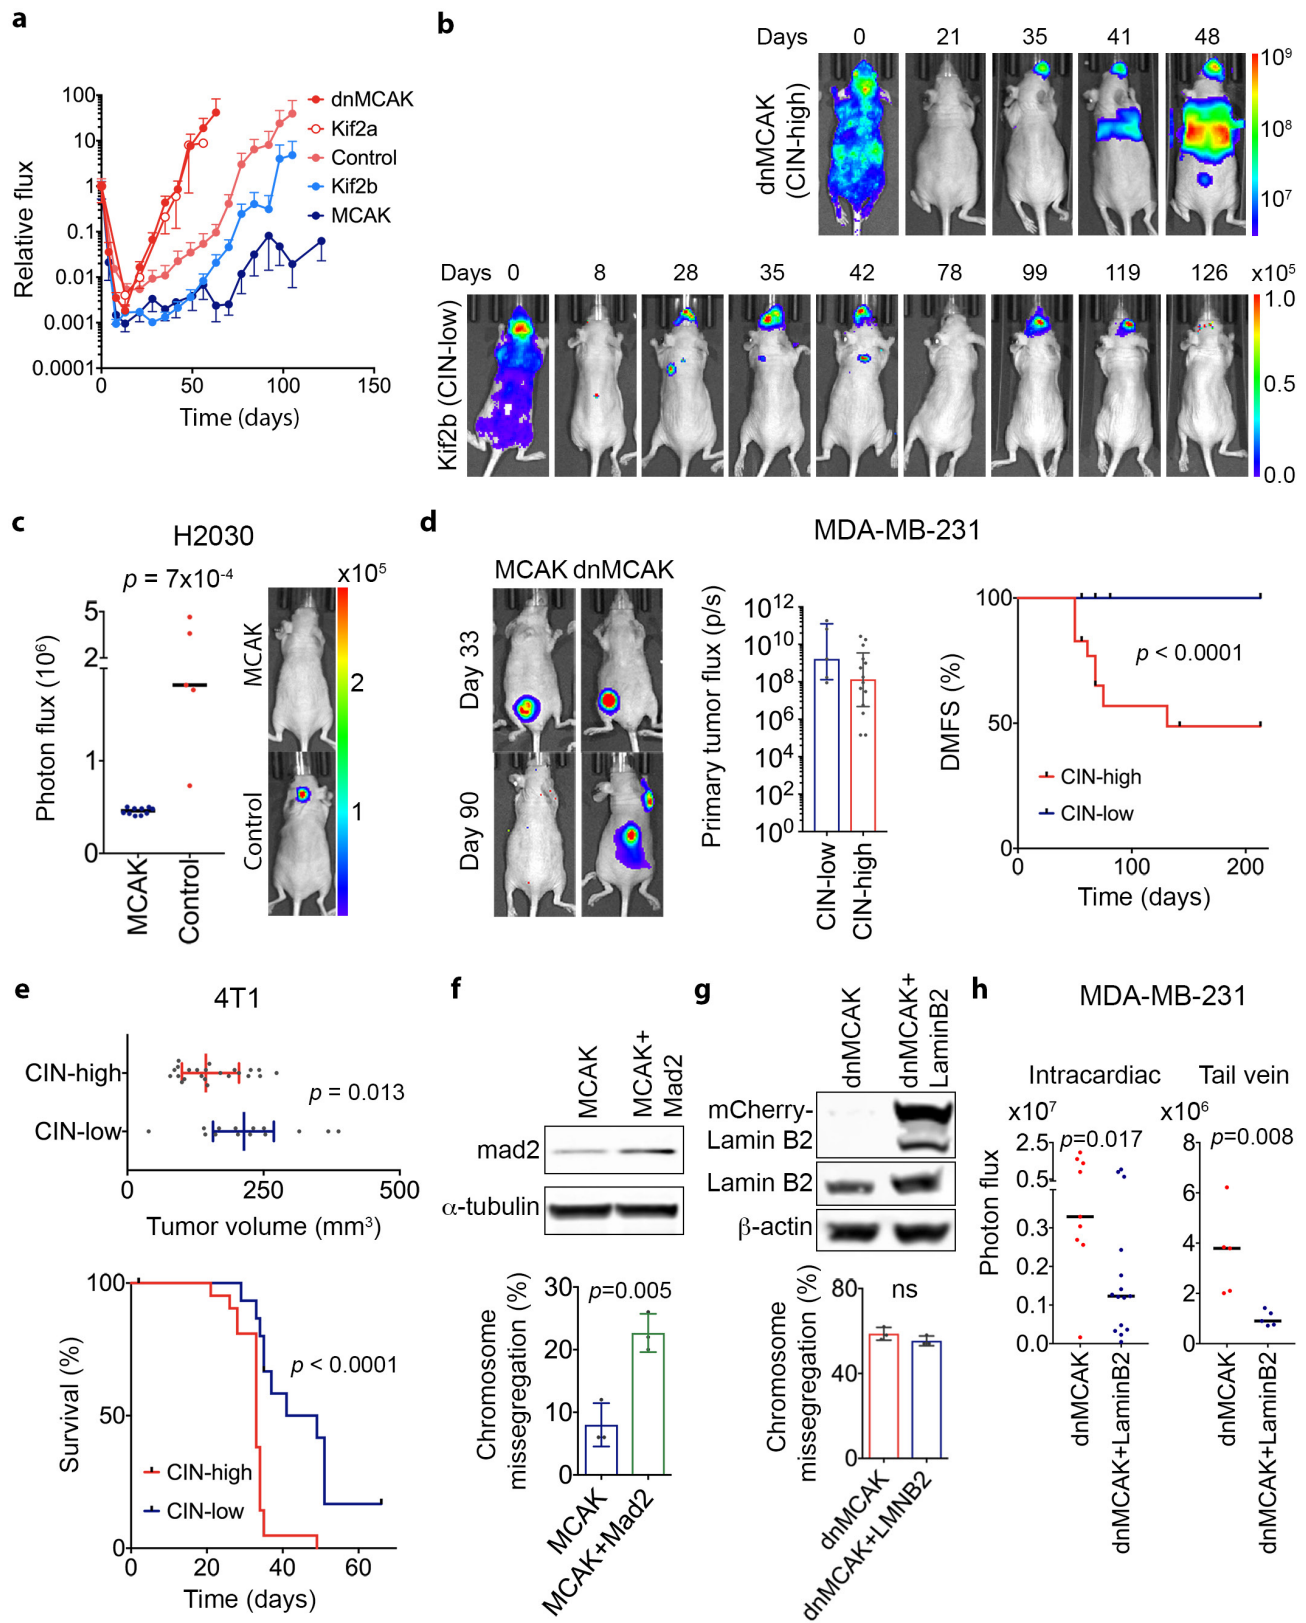 a
100
10
1
0.1
0.01
0.001
0.0001
Relative flux
0
50
100
150
Time (days)
dnMCAK
Kif2a
Control
Kif2b
MCAK
b
Days 0 21 35 41 48
dnMCAK
(CIN-high)
10⁹
10⁸
10⁷
Days 0 8 28 35 42 78 99 119 126 x10⁵
Kif2b (CIN-low)
1.0
0.5
0.0
c
H2030
p = 7x10⁻⁴
x10⁵
5
2
1
0
Photon flux (10⁶)
MCAK
Control
MCAK
Control
2
1
d
MDA-MB-231
MCAK dnMCAK
Day 33
Day 90
Primary tumor flux (p/s)
10¹²
10¹⁰
10⁸
10⁶
10⁴
10²
10⁰
CIN-low
CIN-high
DMFS (%)
100
50
0
p < 0.0001
CIN-high
CIN-low
0
100
200
Time (days)
e
4T1
CIN-high
CIN-low
p = 0.013
0
250
500
Tumor volume (mm³)
100
50
0
Survival (%)
p < 0.0001
CIN-high
CIN-low
0
20
40
60
Time (days)
f
MCAK
MCAK+
Mad2
mad2
α-tubulin
30
20
10
0
p=0.005
Chromosome
missegregation (%)
MCAK
MCAK+Mad2
g
dnMCAK
dnMCAK+
LaminB2
mCherry-
Lamin B2
Lamin B2
β-actin
80
40
0
ns
Chromosome
missegregation (%)
dnMCAK
dnMCAK+LMNB2
h
MDA-MB-231
Intracardiac
Tail vein
x10⁷
x10⁶
2.5
0.5
0.3
0.1
0.0
Photon flux
p=0.017
dnMCAK
dnMCAK+LaminB2
8
6
4
2
0
p=0.008
dnMCAK
dnMCAK+LaminB2